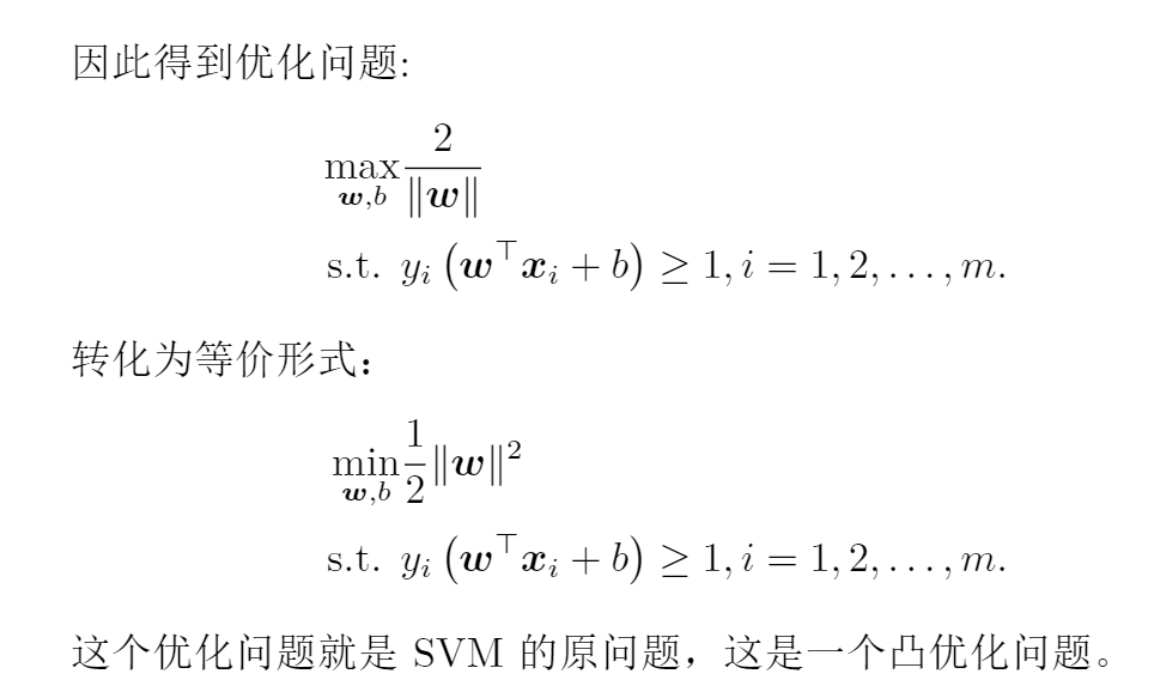 因此得到优化问题:
$$\max_{\boldsymbol{w},b} \frac{2}{\|\boldsymbol{w}\|}$$
$$\text{s.t. } y_i \left(\boldsymbol{w}^\top \boldsymbol{x}_i + b\right) \geq 1, i = 1, 2, \ldots, m.$$
转化为等价形式：
$$\min_{\boldsymbol{w},b} \frac{1}{2} \|\boldsymbol{w}\|^2$$
$$\text{s.t. } y_i \left(\boldsymbol{w}^\top \boldsymbol{x}_i + b\right) \geq 1, i = 1, 2, \ldots, m.$$
这个优化问题就是 SVM 的原问题，这是一个凸优化问题。